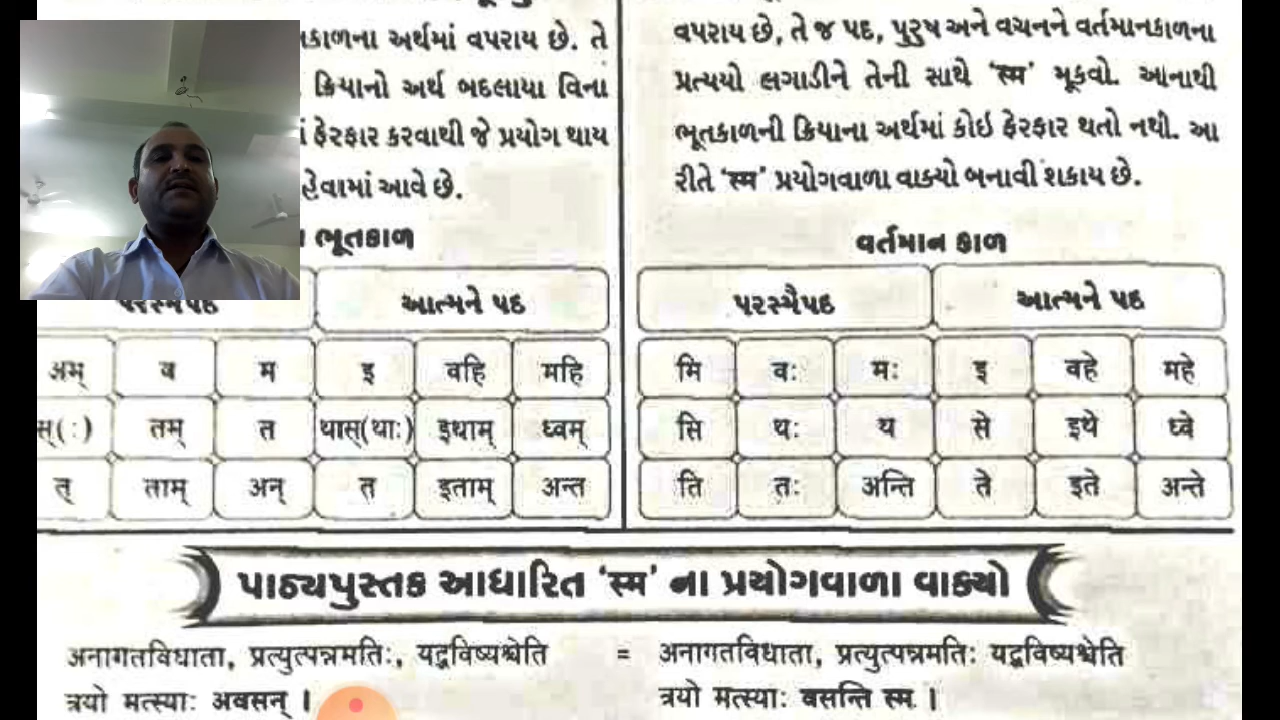 કાળના અર્થમાં વપરાય છે. તે
ક્રિયાનો અર્થ બદલાયા વિના
ફેરફાર કરવાથી જે પ્રયોગ થાય
આવે છે.
ભૂતકાળ
પરસ્મૈપદ આત્મને પદ
अम् व म इ वहि महि
स्(:) तम् त थास्(थाः) इथाम् ध्वम्
त् ताम् अन् त इताम् अन्त
વપરાય છે, તે જ પદ, પુરુષ અને વચનને વર્તમાનકાળના
પ્રત્યયો લગાડીને તેની સાથે ‘स्म’ મૂકવો. આનાથી
ભૂતકાળની ક્રિયાના અર્થમાં કોઇ ફેરફાર થતો નથી. આ
રીતે ‘स्म’ પ્રયોગવાળા વાક્યો બનાવી શકાય છે.
વર્તમાન કાળ
પરસ્મૈપદ આત્મને પદ
मि वः मः इ वहे महे
सि थः थ से इथे ध्वे
ति तः अन्ति ते इते अन्ते
પાઠ્યપુસ્તક આધારિત ‘स्म’ ના પ્રયોગવાળા વાક્યો
अनागतविधाता, प्रत्युत्पन्नमतिः, यद्भविष्यश्चेति = अनागतविधाता, प्रत्युत्पन्नमतिः यद्भविष्यश्चेति
त्रयो मत्स्याः अवसन् । त्रयो मत्स्याः वसन्ति स्म ।